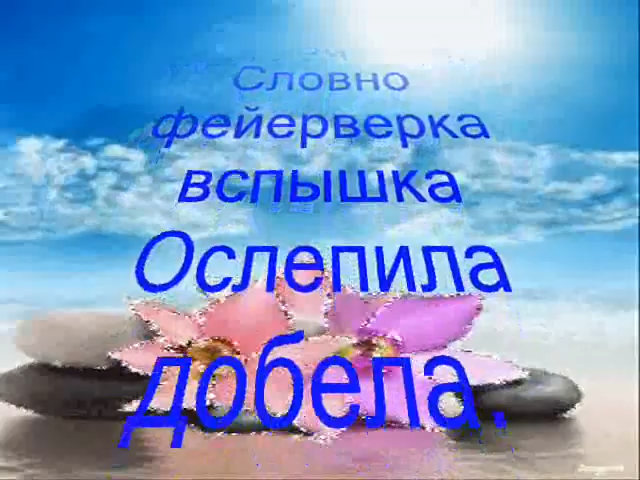 Словно
фейерверка
вспышка
Ослепила
добела.